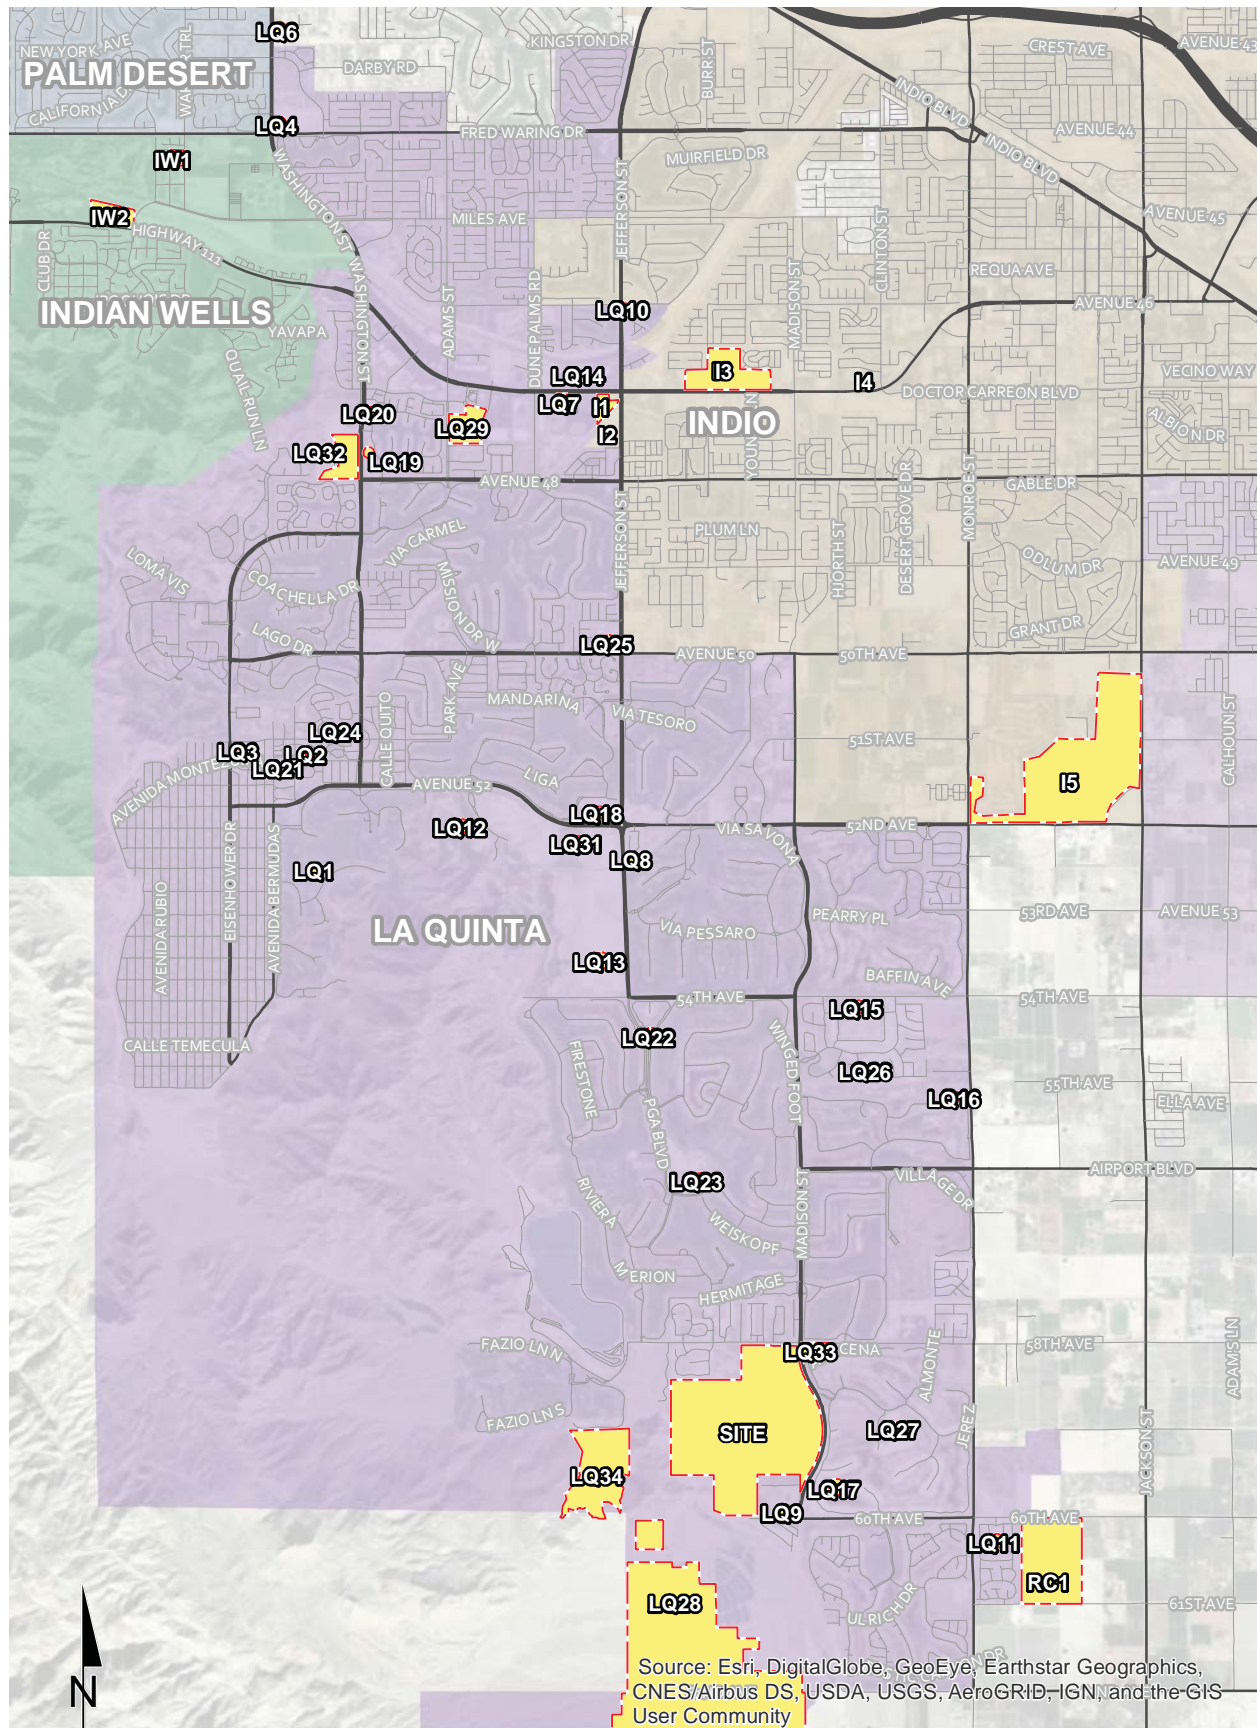 LQ6
NEW YORK AVE
KINGSTON DR
BURR ST
CREST AVE
AVENUE 43
PALM DESERT
DARBY RD
INDIO BLVD
LQ4
FRED WARING DR
AVENUE 44
IW1
MUIRFIELD DR
INDIO BLVD
WASHINGTON ST
JEFFERSON ST
IW2
MILES AVE
AVENUE 45
CLUB DR
HIGHWAY 111
CLINTON ST
REQUA AVE
MADISON ST
WASHINGTON ST
ADAMS ST
DUNE PALMS RD
AVENUE 46
INDIAN WELLS
LQ10
YAVAPA
QUAIL RUN LN
LQ14
I3
I4
VECINO WAY
DOCTOR CARREON BLVD
LQ7
I1
LQ20
LQ29
INDIO
ALBION DR
I2
LQ32
LQ19
AVENUE 48
GABLE DR
MONROE ST
DESERT GROVE DR
JEFFERSON ST
VIA CARMEL
PLUM LN
HJORTH ST
ODLUM DR
AVENUE 49
LOMA VIS
COACHELLA DR
MISION DR W
GRANT DR
LAGO DR
LQ25
AVENUE 50
50TH AVE
PARK AVE
MANDARINA
VIA TESORO
CALLE QUITO
LQ24
51ST AVE
CALHOUN ST
LQ3
LQ2
LQ21
LIGA
I5
AVENUE 52
LQ18
LQ12
VIA SAVONA
52ND AVE
LQ31
LQ8
LQ1
EISENHOWER DR
AVENIDA BERMUDAS
AVENIDA RUBIO
LA QUINTA
PEARRY PL
53RD AVE
AVENUE 53
VIA PESSARO
LQ13
BAFFIN AVE
54TH AVE
54TH AVE
LQ15
LQ22
CALLE TEMECULA
FIRESTONE
WINGED FOOT
LQ26
55TH AVE
LQ16
ELLA AVE
PGA BLVD
AIRPORT BLVD
LQ23
VILLAGE DR
RIVIERA
MADISON ST
WEISKOPF
MERION
HERMITAGE
FAZIO LN N
LQ33
CENA
58TH AVE
ALMONTE
ADAMS LN
FAZIO LN S
SITE
LQ27
JEREZ
JACKSON ST
LQ34
LQ17
LQ9
60TH AVE
60TH AVE
LQ11
RC1
LQ28
ULRICH DR
61ST AVE
N
Source: Esri, DigitalGlobe, GeoEye, Earthstar Geographics,
CNES/Airbus DS, USDA, USGS, AeroGRID, IGN, and the GIS
User Community